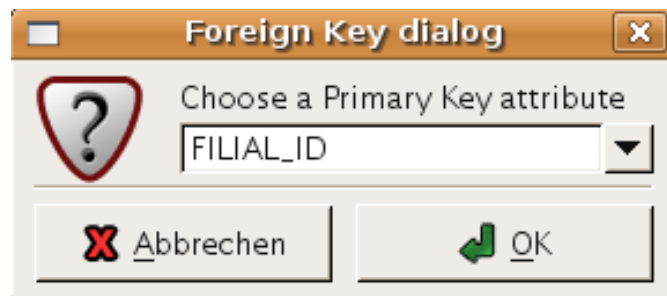 Foreign Key dialog
Choose a Primary Key attribute
FILIAL_ID
Abbrechen
OK